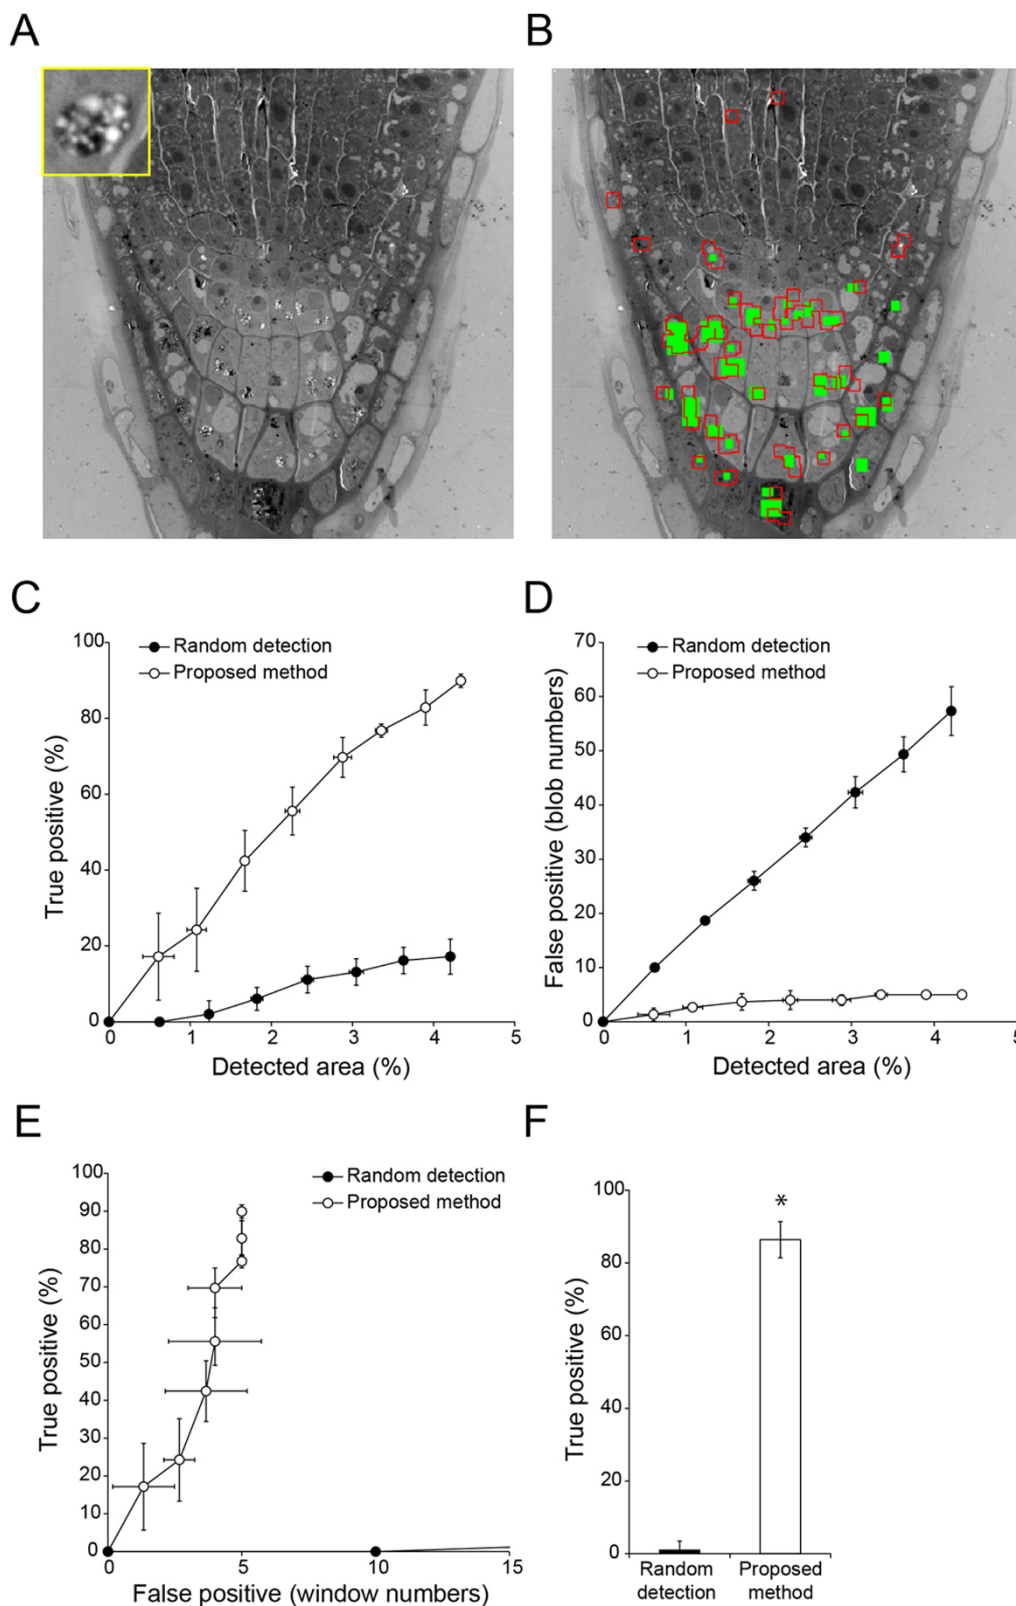 A
B
C
100
80
60
40
20
0
True positive (%)
Random detection
Proposed method
0 1 2 3 4 5
Detected area (%)
D
70
60
50
40
30
20
10
0
False positive (blob numbers)
Random detection
Proposed method
0 1 2 3 4 5
Detected area (%)
E
100
90
80
70
60
50
40
30
20
10
0
True positive (%)
Random detection
Proposed method
0 5 10 15
False positive (window numbers)
F
100
80
60
40
20
0
True positive (%)
*
Random
detection
Proposed
method